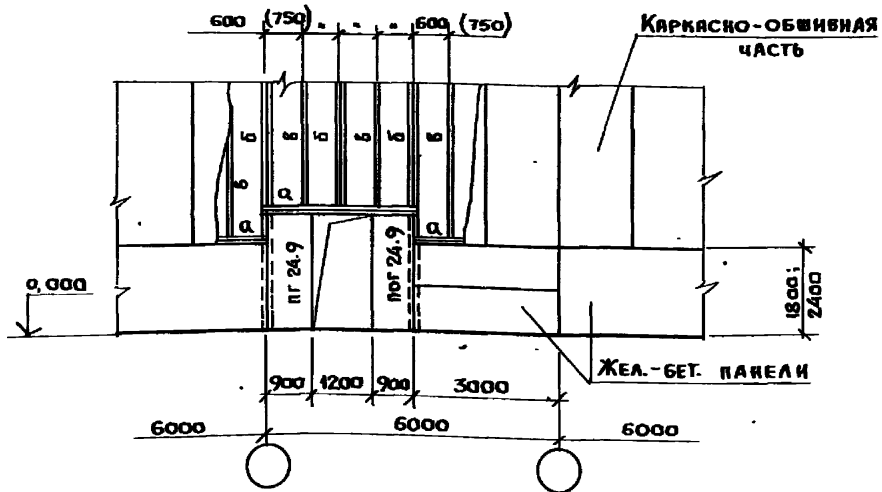 600 (750) " " " 600 (750)
Каркасно-обшивная
часть
б в б в б в
в
а а а
ПГ 24.9 ПОГ 24.9
0,000
1800;
2400
Жел.-бет. панели
900 1200 900 3000
6000 6000 6000